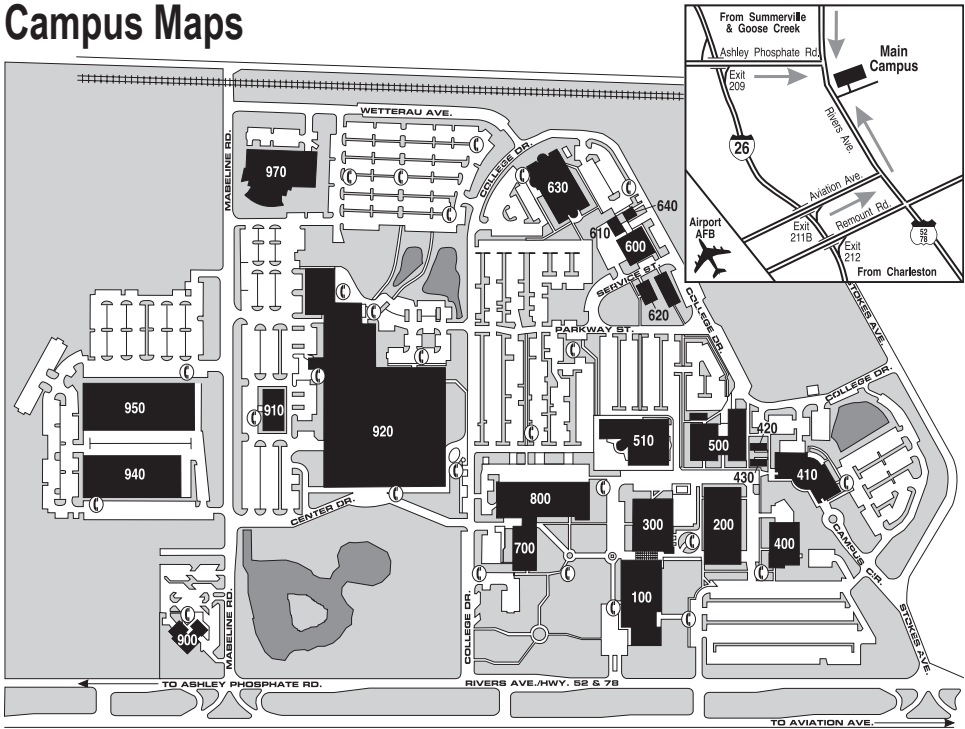 Campus Maps
From Summerville
& Goose Creek
Ashley Phosphate Rd.
Exit
209
Main
Campus
26
Rivers Ave.
Aviation Ave.
Remount Rd.
Airport
AFB
Exit
211B
Exit
212
52
78
From Charleston
WETTERAU AVE.
MABELINE RD.
COLLEGE DR.
970
630
640
610
600
SERVICE ST.
620
COLLEGE DR.
STOKES AVE.
PARKWAY ST.
COLLEGE DR.
950
910
920
510
500
420
940
430
410
CENTER DR.
800
300
200
700
400
CAMPUS CIR.
100
900
MABELINE RD.
COLLEGE DR.
STOKES AVE.
TO ASHLEY PHOSPHATE RD.
RIVERS AVE./HWY. 52 & 78
TO AVIATION AVE.